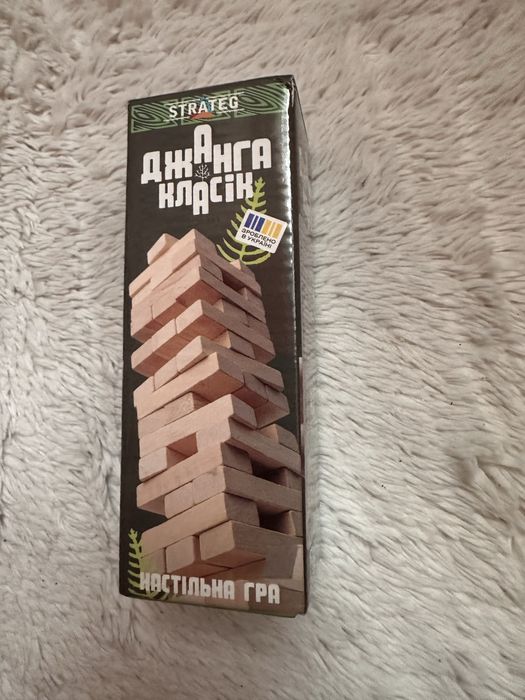 STRATEG
ДЖАНГА
КЛАСІК
ЗРОБЛЕНО
В УКРАЇНІ
НАСТІЛЬНА ГРА